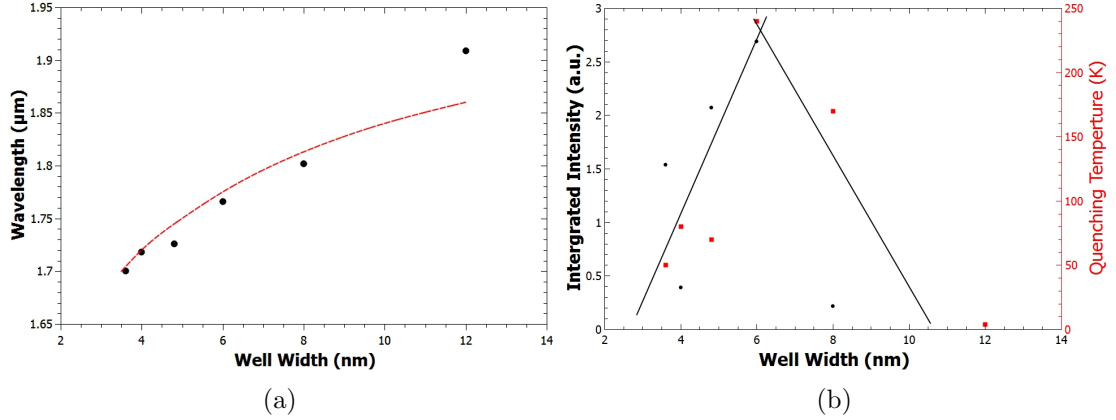 1.95
1.9
1.85
1.8
1.75
1.7
1.65
Wavelength (μm)
2 4 6 8 10 12 14
Well Width (nm)
(a)
3
2.5
2
1.5
1
0.5
0
Intergrated Intensity (a.u.)
250
200
150
100
50
0
Quenching Temperture (K)
2 4 6 8 10 12 14
Well Width (nm)
(b)